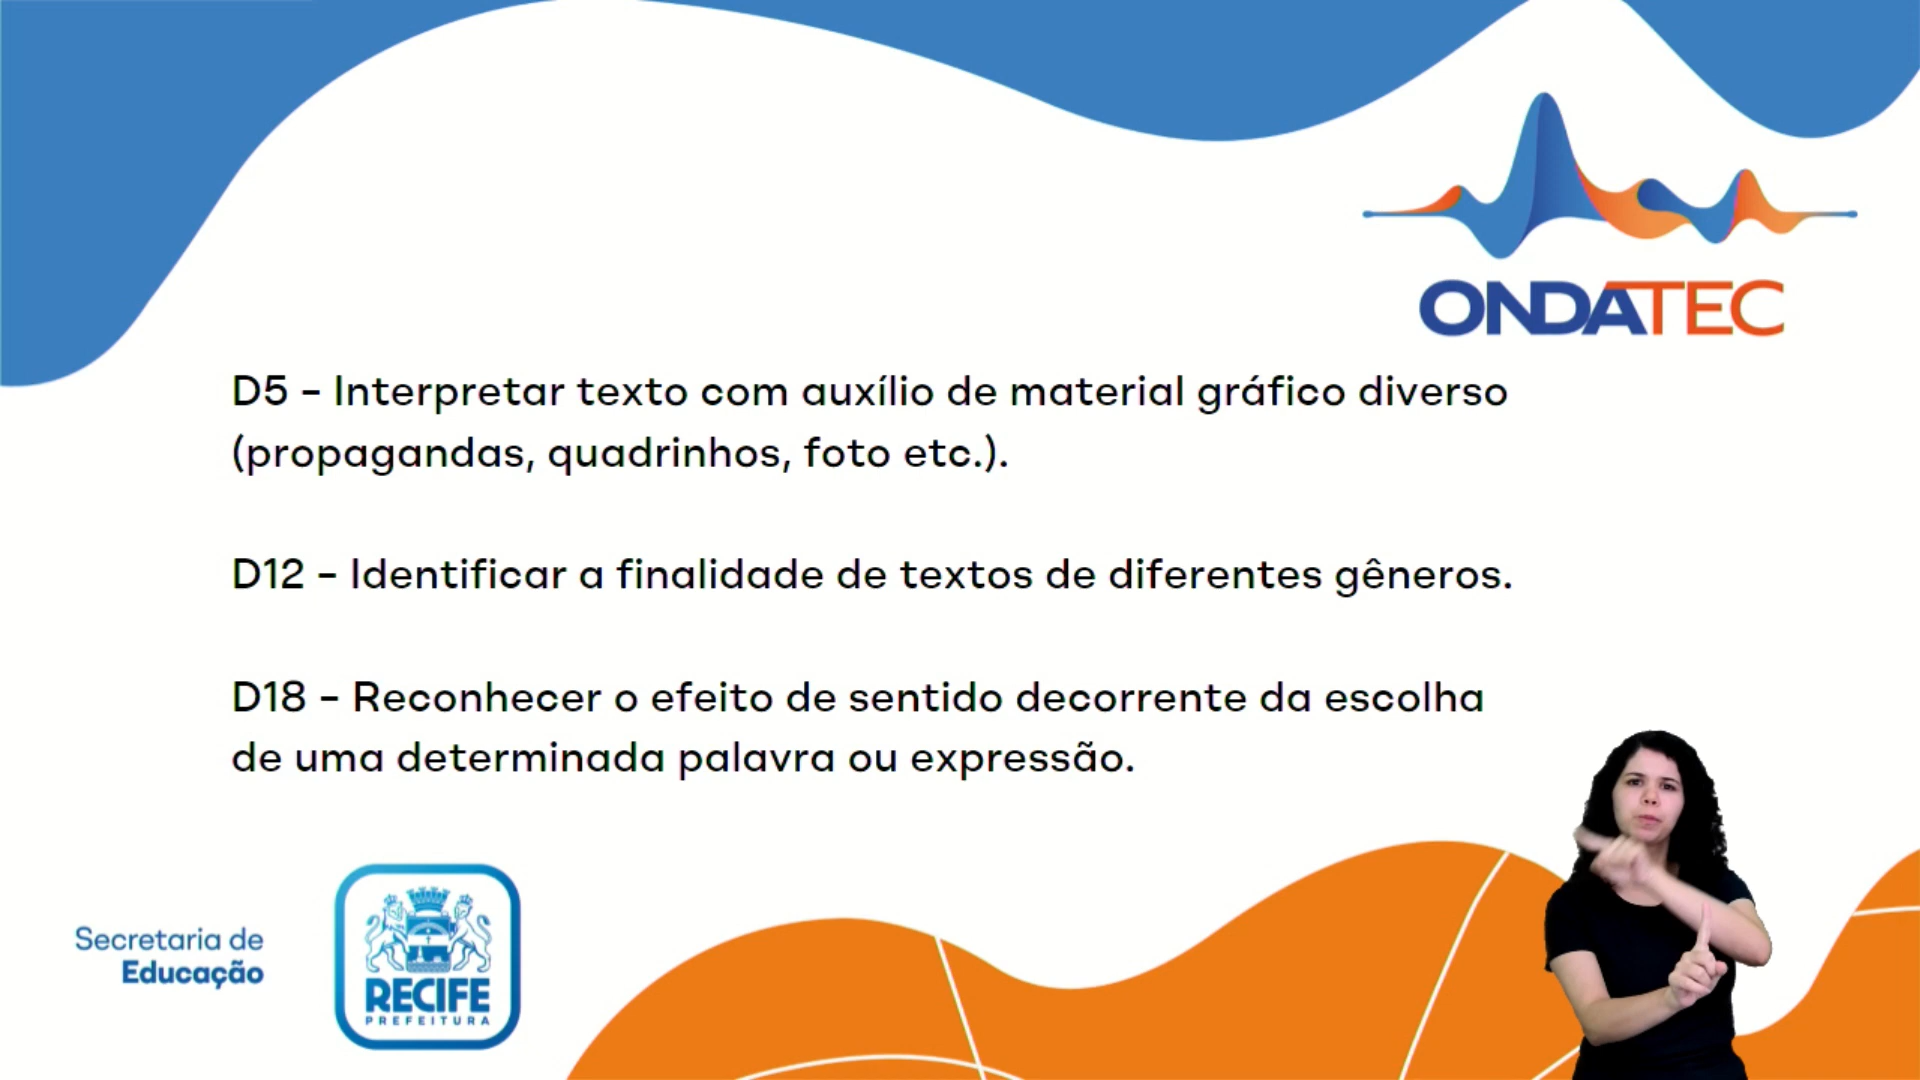 ONDATEC
D5 – Interpretar texto com auxílio de material gráfico diverso
(propagandas, quadrinhos, foto etc.).
D12 – Identificar a finalidade de textos de diferentes gêneros.
D18 – Reconhecer o efeito de sentido decorrente da escolha
de uma determinada palavra ou expressão.
Secretaria de
Educação
RECIFE
PREFEITURA